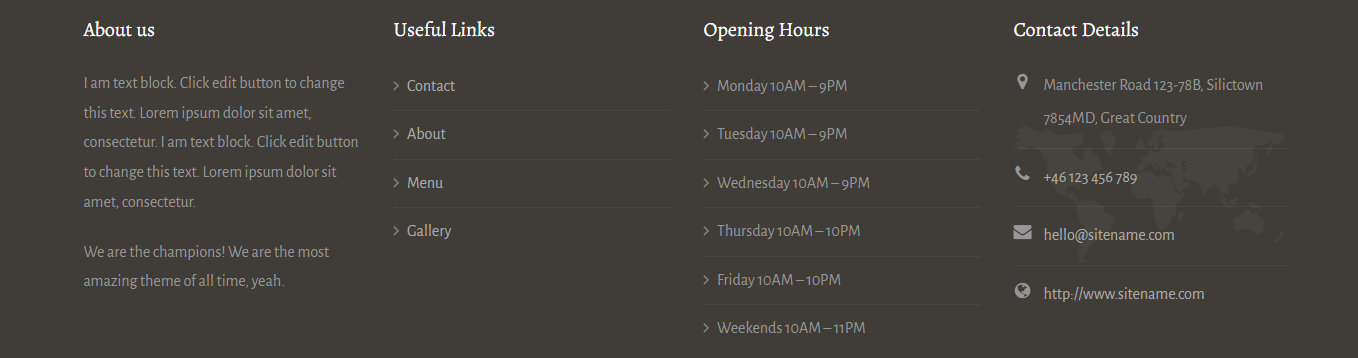 About us
I am text block. Click edit button to change
this text. Lorem ipsum dolor sit amet,
consectetur. I am text block. Click edit button
to change this text. Lorem ipsum dolor sit
amet, consectetur.
We are the champions! We are the most
amazing theme of all time, yeah.
Useful Links
Contact
About
Menu
Gallery
Opening Hours
Monday 10AM – 9PM
Tuesday 10AM – 9PM
Wednesday 10AM – 9PM
Thursday 10AM – 10PM
Friday 10AM – 10PM
Weekends 10AM – 11PM
Contact Details
Manchester Road 123-78B, Silictown
7854MD, Great Country
+46 123 456 789
hello@sitename.com
http://www.sitename.com